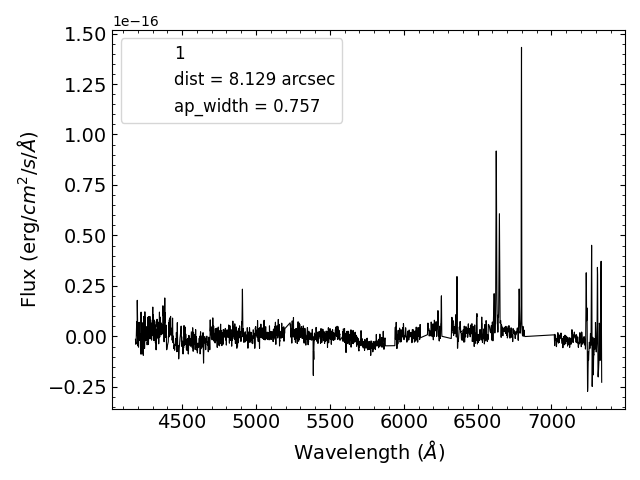 1e−16
1
dist = 8.129 arcsec
ap_width = 0.757
1.50
1.25
1.00
0.75
0.50
0.25
0.00
−0.25
Flux (erg/cm²/s/Å)
4500 5000 5500 6000 6500 7000
Wavelength (Å)